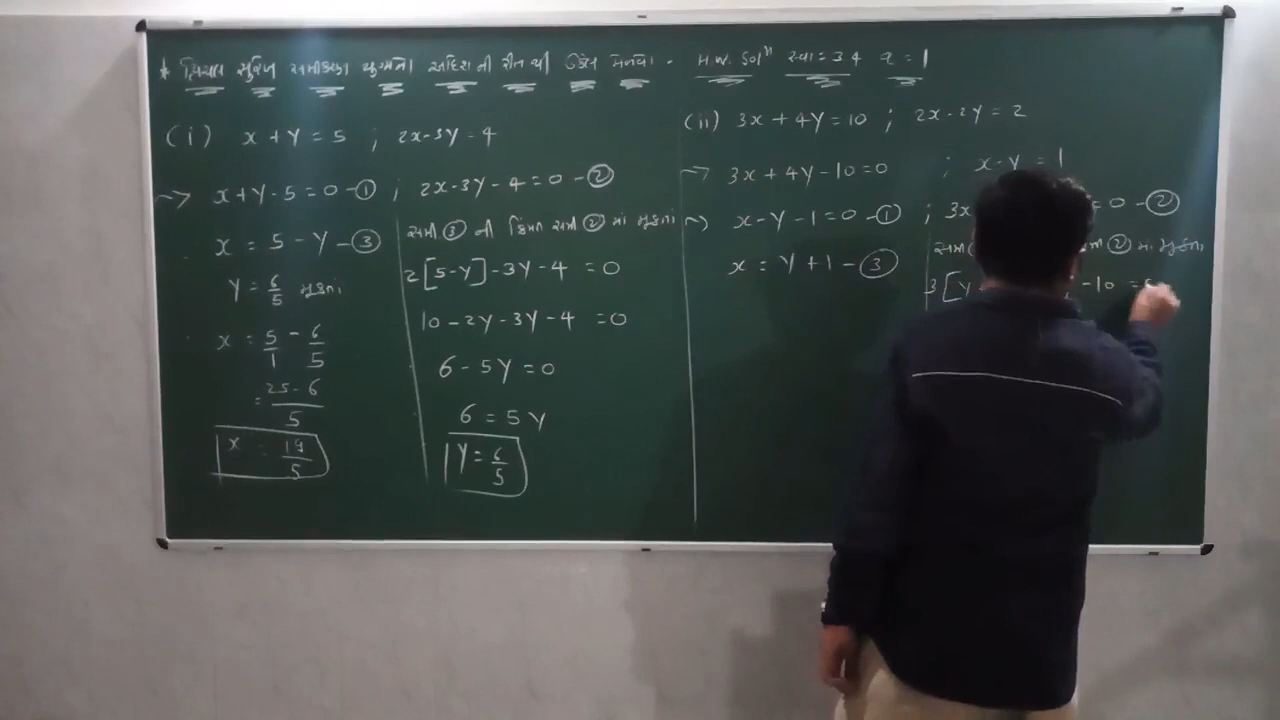 * દ્વિચલ સુરેખ સમીકરણ યુગ્મનો આદેશની રીતથી ઉકેલ મેળવો - H.W. Solⁿ સ્વા = 3.4 પ્ર = 1
(i) x + y = 5 ; 2x - 3y = 4
~> x + y - 5 = 0 - ① ; 2x - 3y - 4 = 0 - ②
x = 5 - y - ③
y = 6/5 મૂકતાં
x = 5/1 - 6/5
= 25 - 6 / 5
x = 19/5
સમી ③ ની કિંમત સમી ② માં મૂકતાં
2[5-y] - 3y - 4 = 0
10 - 2y - 3y - 4 = 0
6 - 5y = 0
6 = 5y
y = 6/5
(ii) 3x + 4y = 10 ; 2x - 2y = 2
~> 3x + 4y - 10 = 0 ; x - y = 1
~> x - y - 1 = 0 - ① ; 3x = 0 - ②
x = y + 1 - ③
② માં મૂકતાં
3[y - 10 =